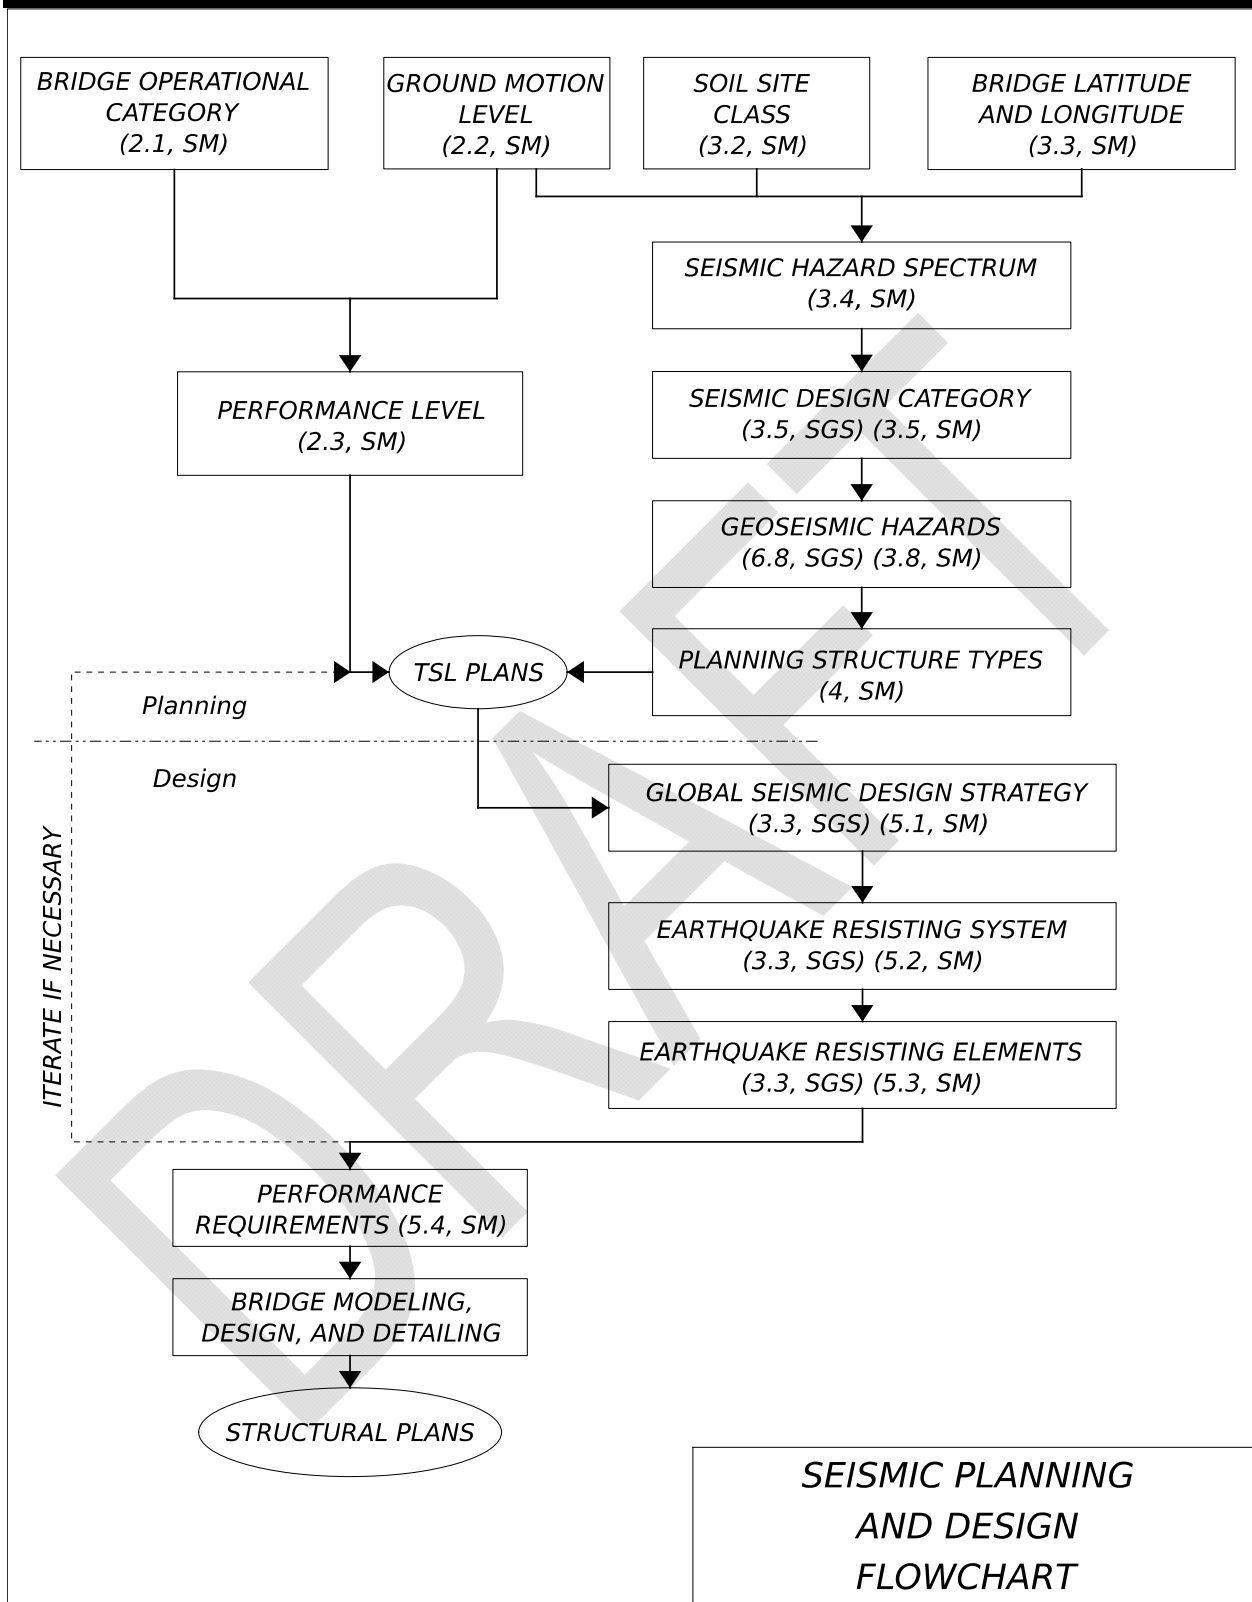 BRIDGE OPERATIONAL
CATEGORY
(2.1, SM)
GROUND MOTION
LEVEL
(2.2, SM)
SOIL SITE
CLASS
(3.2, SM)
BRIDGE LATITUDE
AND LONGITUDE
(3.3, SM)
SEISMIC HAZARD SPECTRUM
(3.4, SM)
PERFORMANCE LEVEL
(2.3, SM)
SEISMIC DESIGN CATEGORY
(3.5, SGS) (3.5, SM)
GEOSEISMIC HAZARDS
(6.8, SGS) (3.8, SM)
TSL PLANS
PLANNING STRUCTURE TYPES
(4, SM)
Planning
Design
GLOBAL SEISMIC DESIGN STRATEGY
(3.3, SGS) (5.1, SM)
ITERATE IF NECESSARY
EARTHQUAKE RESISTING SYSTEM
(3.3, SGS) (5.2, SM)
EARTHQUAKE RESISTING ELEMENTS
(3.3, SGS) (5.3, SM)
PERFORMANCE
REQUIREMENTS (5.4, SM)
BRIDGE MODELING,
DESIGN, AND DETAILING
STRUCTURAL PLANS
SEISMIC PLANNING
AND DESIGN
FLOWCHART
DRAFT